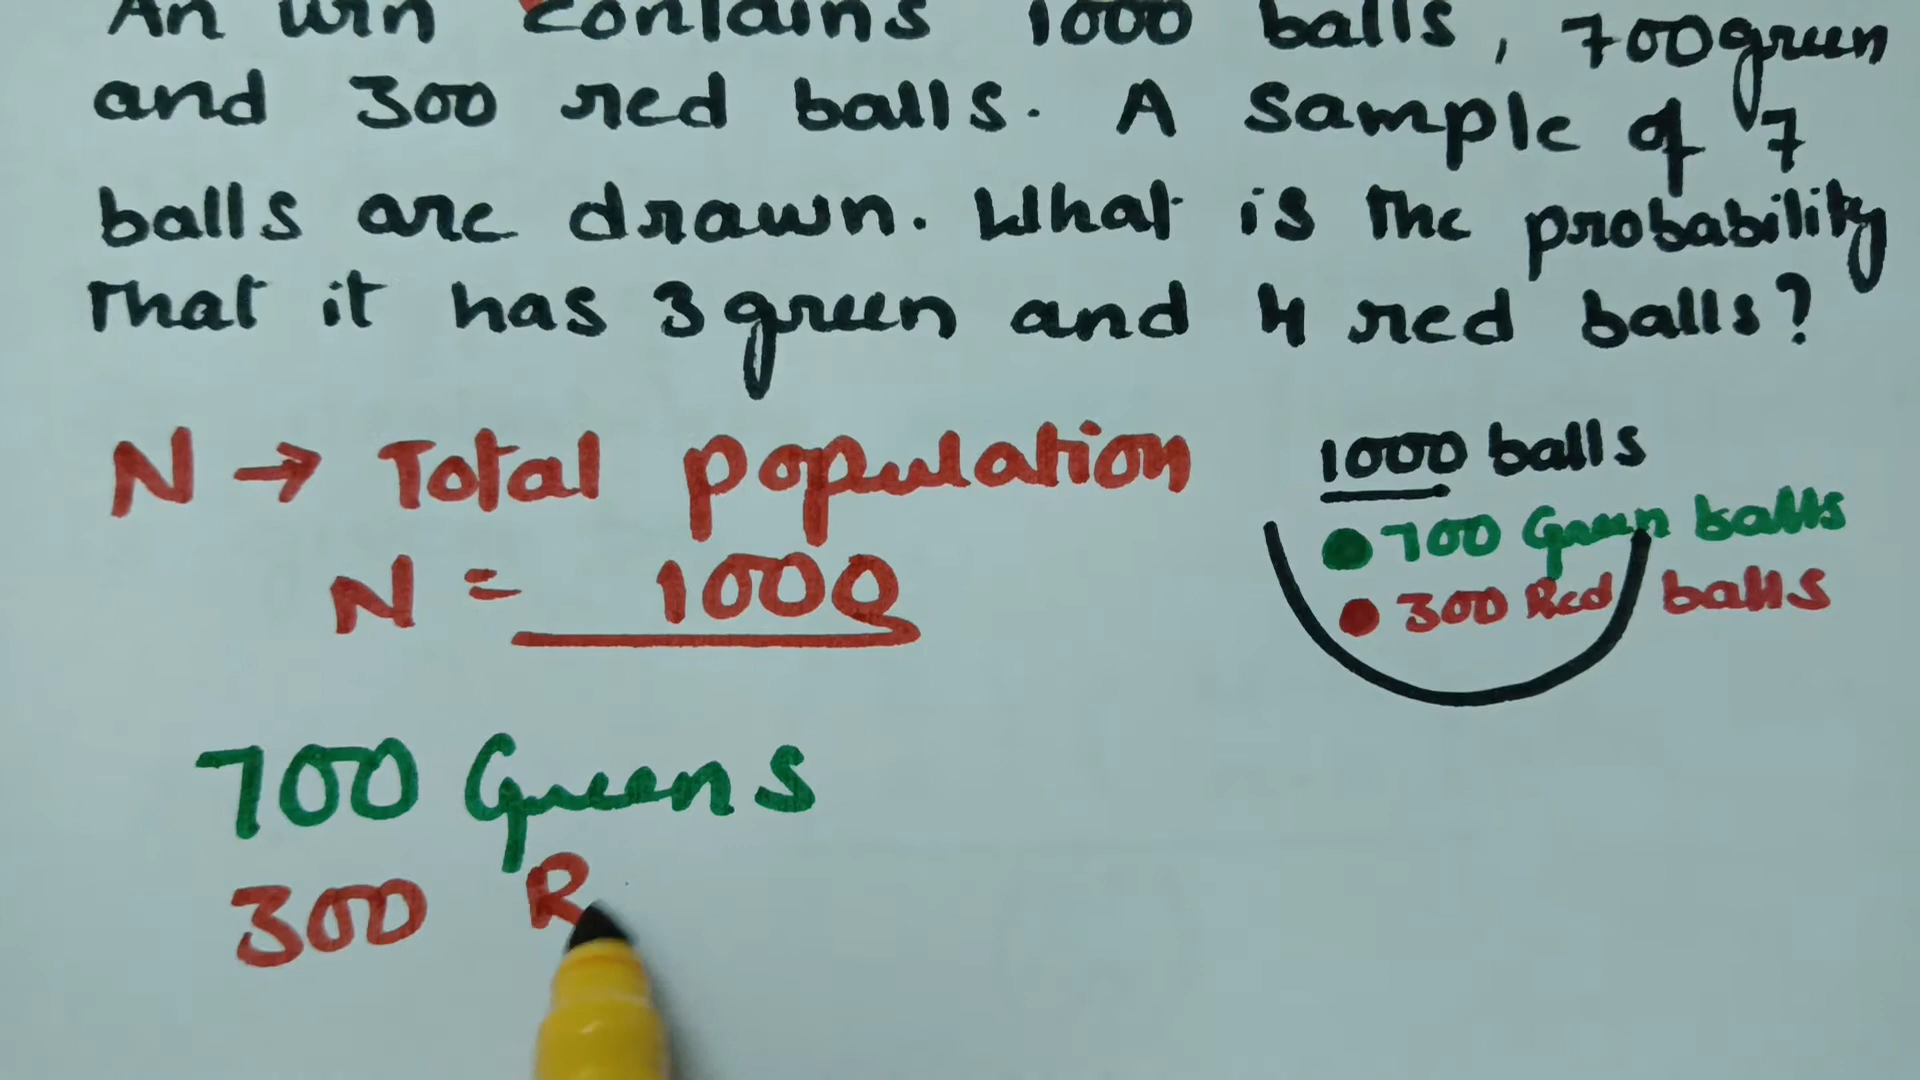 An urn contains 1000 balls, 700 green
and 300 red balls. A sample of 7
balls are drawn. What is the probability
that it has 3 green and 4 red balls?
N → Total population
N = 1000
1000 balls
700 Green balls
300 Red balls
700 Greens
300 R